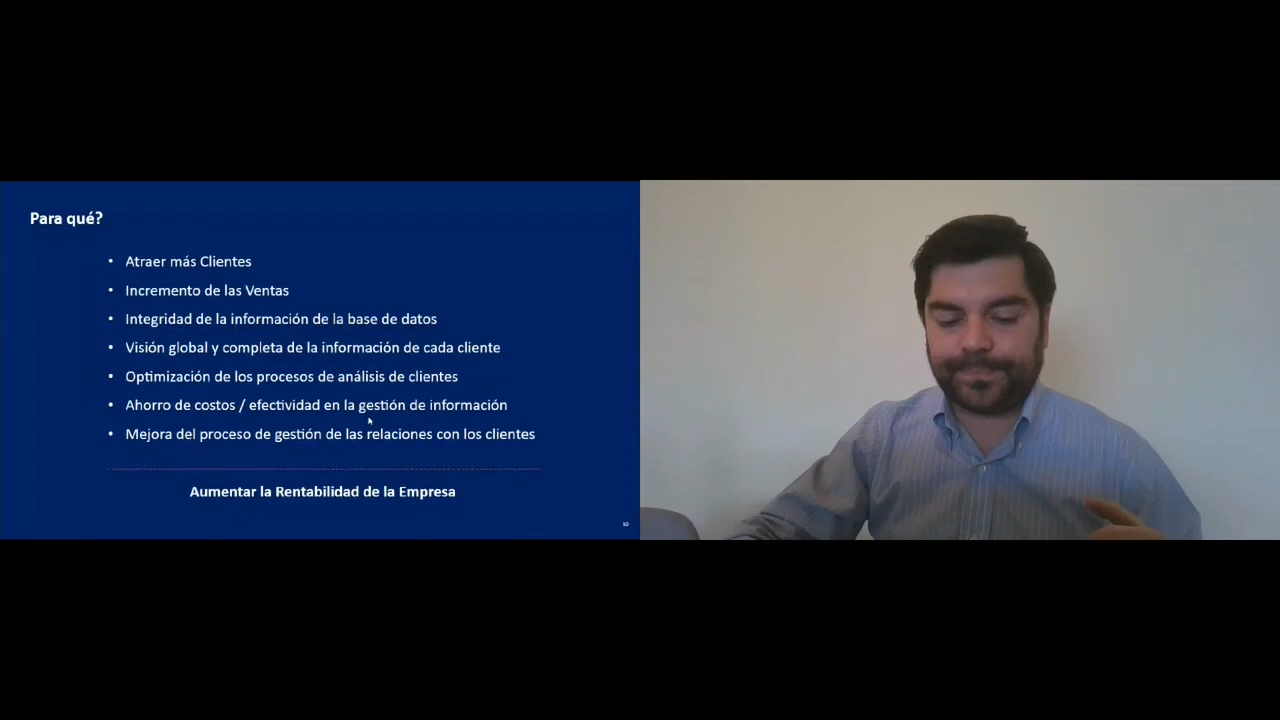 Para qué?
• Atraer más Clientes
• Incremento de las Ventas
• Integridad de la información de la base de datos
• Visión global y completa de la información de cada cliente
• Optimización de los procesos de análisis de clientes
• Ahorro de costos / efectividad en la gestión de información
• Mejora del proceso de gestión de las relaciones con los clientes
Aumentar la Rentabilidad de la Empresa
10